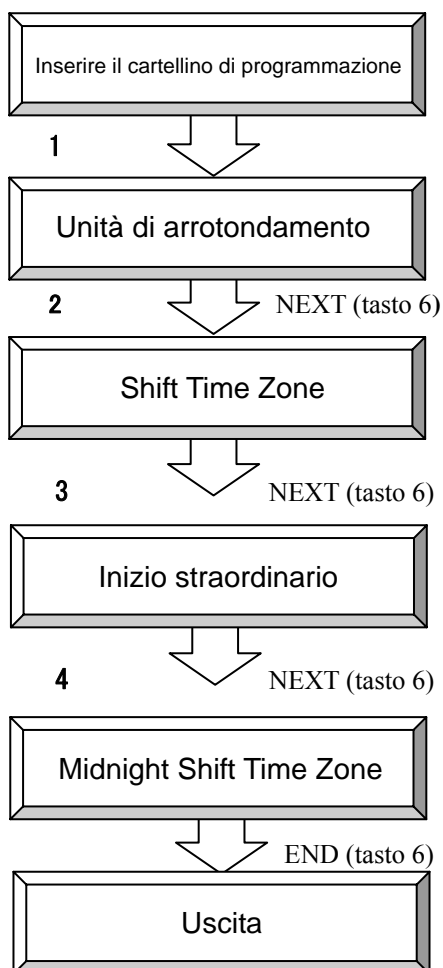 Inserire il cartellino di programmazione
1
Unità di arrotondamento
2 NEXT (tasto 6)
Shift Time Zone
3 NEXT (tasto 6)
Inizio straordinario
4 NEXT (tasto 6)
Midnight Shift Time Zone
END (tasto 6)
Uscita